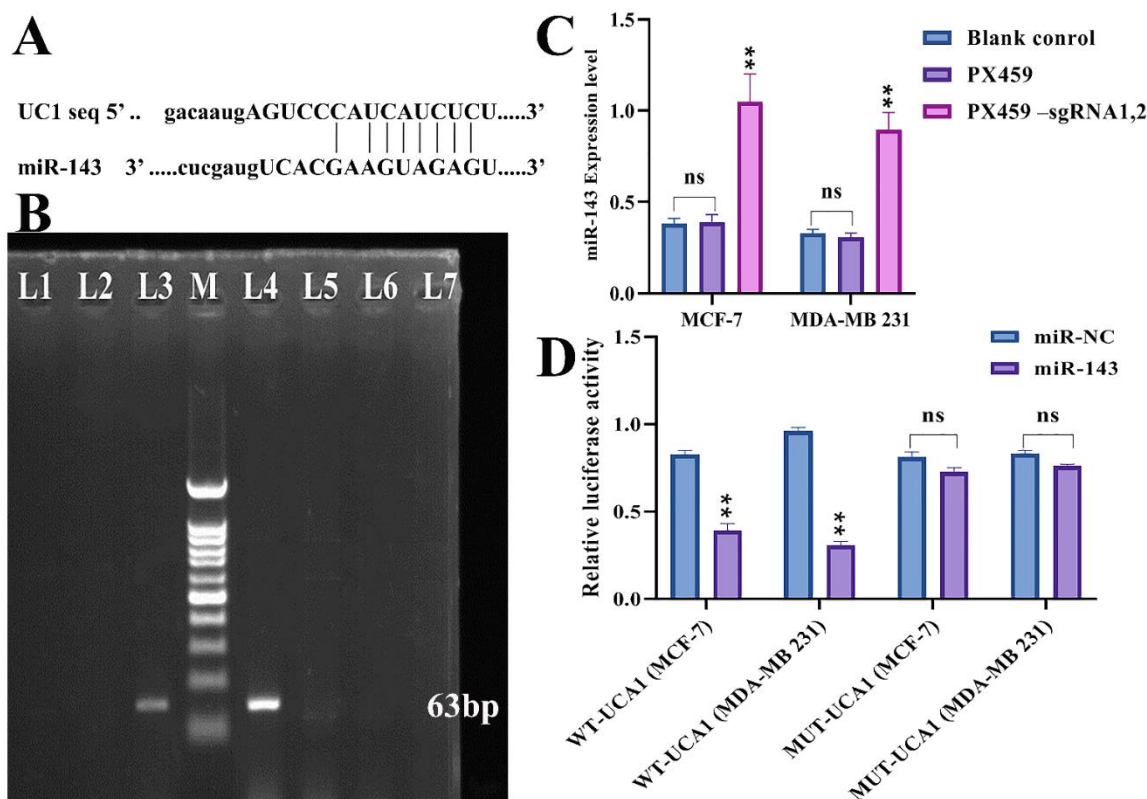 A
UC1 seq 5’ .. gacaaugAGUCCCAUCAUCUCU.....3’
miR-143 3’ .....cucgaugUCACGAAGUAGAGU.....3’
B
L1 L2 L3 M L4 L5 L6 L7
63bp
C
miR-143 Expression level
1.5
1.0
0.5
0.0
ns
**
ns
**
MCF-7
MDA-MB 231
Blank conrol
PX459
PX459 –sgRNA1,2
D
Relative luciferase activity
1.5
1.0
0.5
0.0
**
**
ns
ns
miR-NC
miR-143
WT-UCA1 (MCF-7)
WT-UCA1 (MDA-MB 231)
MUT-UCA1 (MCF-7)
MUT-UCA1 (MDA-MB 231)